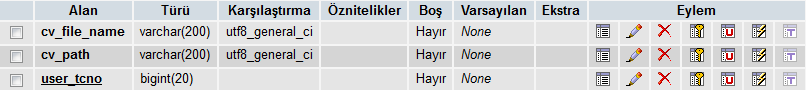 Alan Türü Karşılaştırma Öznitelikler Boş Varsayılan Ekstra Eylem
cv_file_name varchar(200) utf8_general_ci Hayır None
cv_path varchar(200) utf8_general_ci Hayır None
user_tcno bigint(20) Hayır None